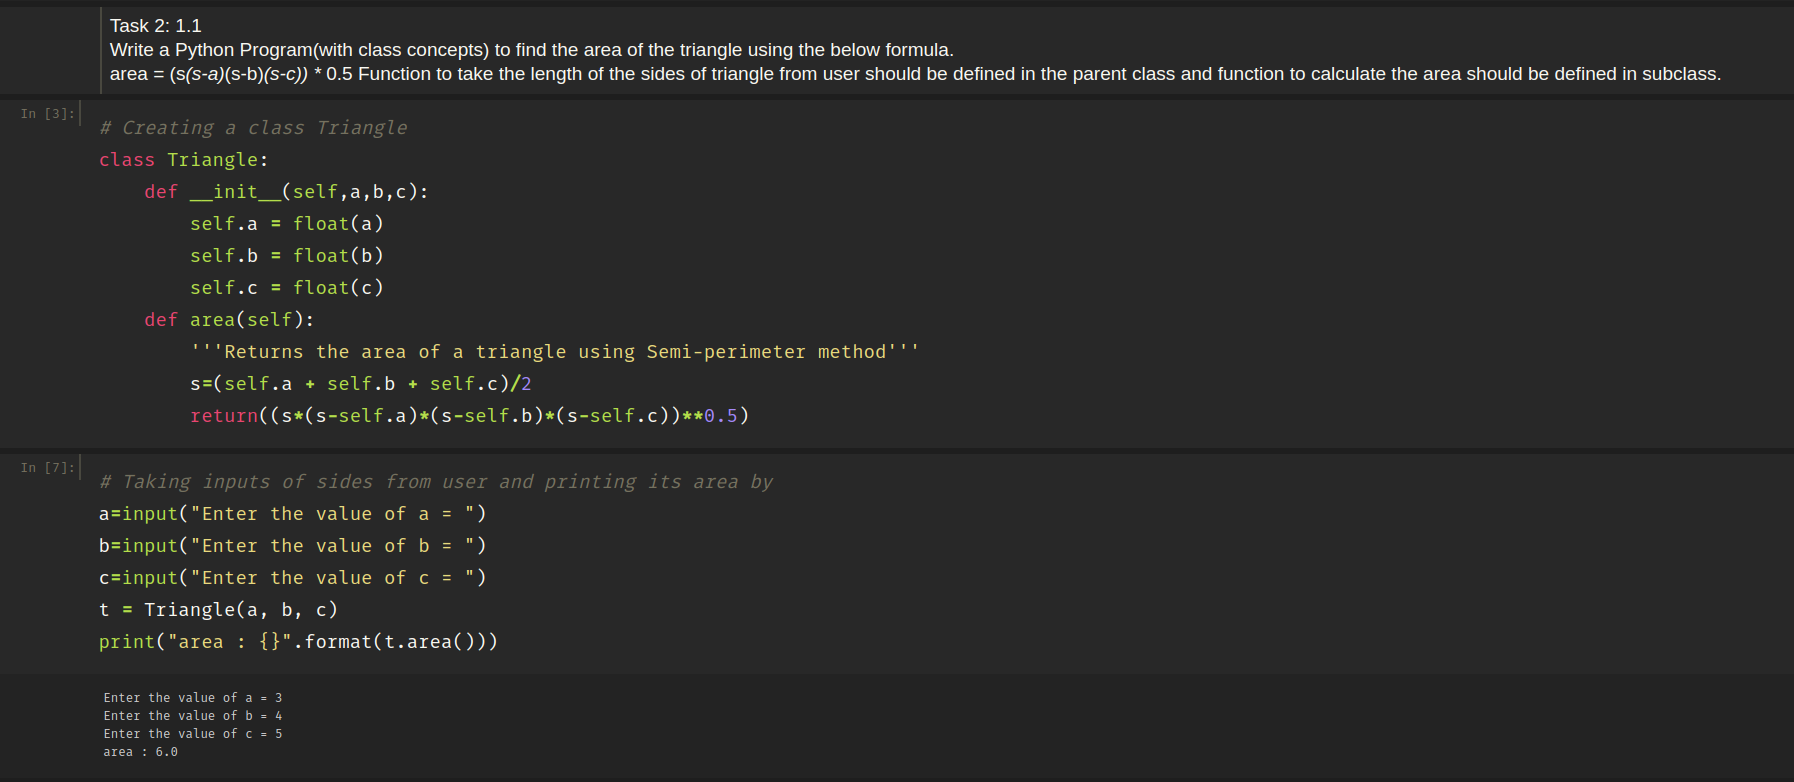 Task 2: 1.1
Write a Python Program(with class concepts) to find the area of the triangle using the below formula.
area = (s(s-a)(s-b)(s-c)) * 0.5 Function to take the length of the sides of triangle from user should be defined in the parent class and function to calculate the area should be defined in subclass.
In [3]:
# Creating a class Triangle
class Triangle:
    def __init__(self,a,b,c):
        self.a = float(a)
        self.b = float(b)
        self.c = float(c)
    def area(self):
        '''Returns the area of a triangle using Semi-perimeter method'''
        s=(self.a + self.b + self.c)/2
        return((s*(s-self.a)*(s-self.b)*(s-self.c))**0.5)
In [7]:
# Taking inputs of sides from user and printing its area by
a=input("Enter the value of a = ")
b=input("Enter the value of b = ")
c=input("Enter the value of c = ")
t = Triangle(a, b, c)
print("area : {}".format(t.area()))
Enter the value of a = 3
Enter the value of b = 4
Enter the value of c = 5
area : 6.0